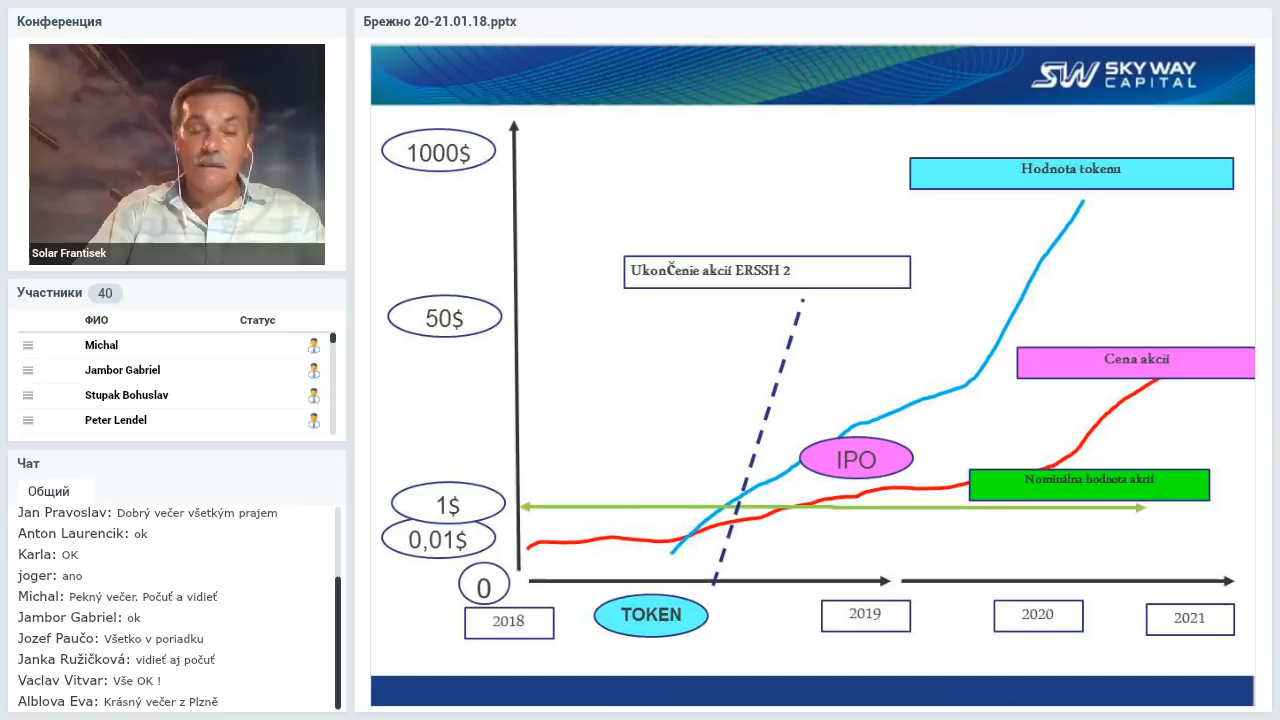 Конференция
Solar Frantisek
Участники 40
ФИО Статус
Michal
Jambor Gabriel
Stupak Bohuslav
Peter Lendel
Чат
Общий
Jan Pravoslav: Dobrý večer všetkým prajem
Anton Laurencik: ok
Karla: OK
joger: ano
Michal: Pekný večer. Počuť a vidieť
Jambor Gabriel: ok
Jozef Paučo: Všetko v poriadku
Janka Ružičková: vidieť aj počuť
Vaclav Vitvar: Vše OK !
Alblova Eva: Krásný večer z Plzně
Брежно 20-21.01.18.pptx
SW SKY WAY
CAPITAL
1000$
Hodnota tokenu
UkonČenie akcií ERSSH 2
50$
Cena akcií
IPO
Nominálna hodnota akcií
1$
0,01$
0
TOKEN
2018
2019
2020
2021